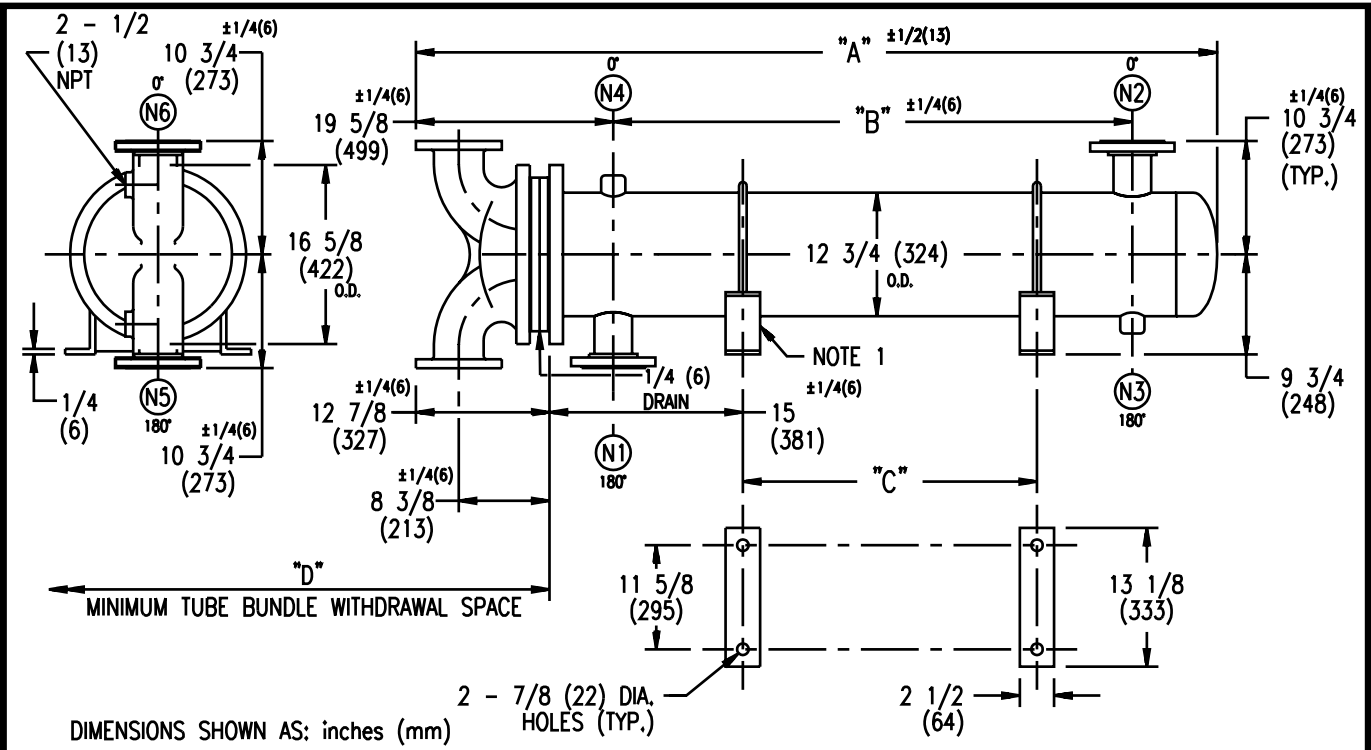 2 - 1/2
(13)
NPT
±1/4(6)
10 3/4
(273)
0°
N6
16 5/8
(422)
O.D.
1/4
(6)
N5
180°
±1/4(6)
10 3/4
(273)
"A" ±1/2(13)
±1/4(6)
19 5/8
(499)
0°
N4
"B" ±1/4(6)
0°
N2
±1/4(6)
10 3/4
(273)
(TYP.)
12 3/4 (324)
O.D.
NOTE 1
1/4 (6)
DRAIN
±1/4(6)
12 7/8
(327)
±1/4(6)
15
(381)
9 3/4
(248)
N3
180°
N1
180°
±1/4(6)
8 3/8
(213)
"C"
"D"
MINIMUM TUBE BUNDLE WITHDRAWAL SPACE
11 5/8
(295)
13 1/8
(333)
2 - 7/8 (22) DIA.
HOLES (TYP.)
2 1/2
(64)
DIMENSIONS SHOWN AS: inches (mm)